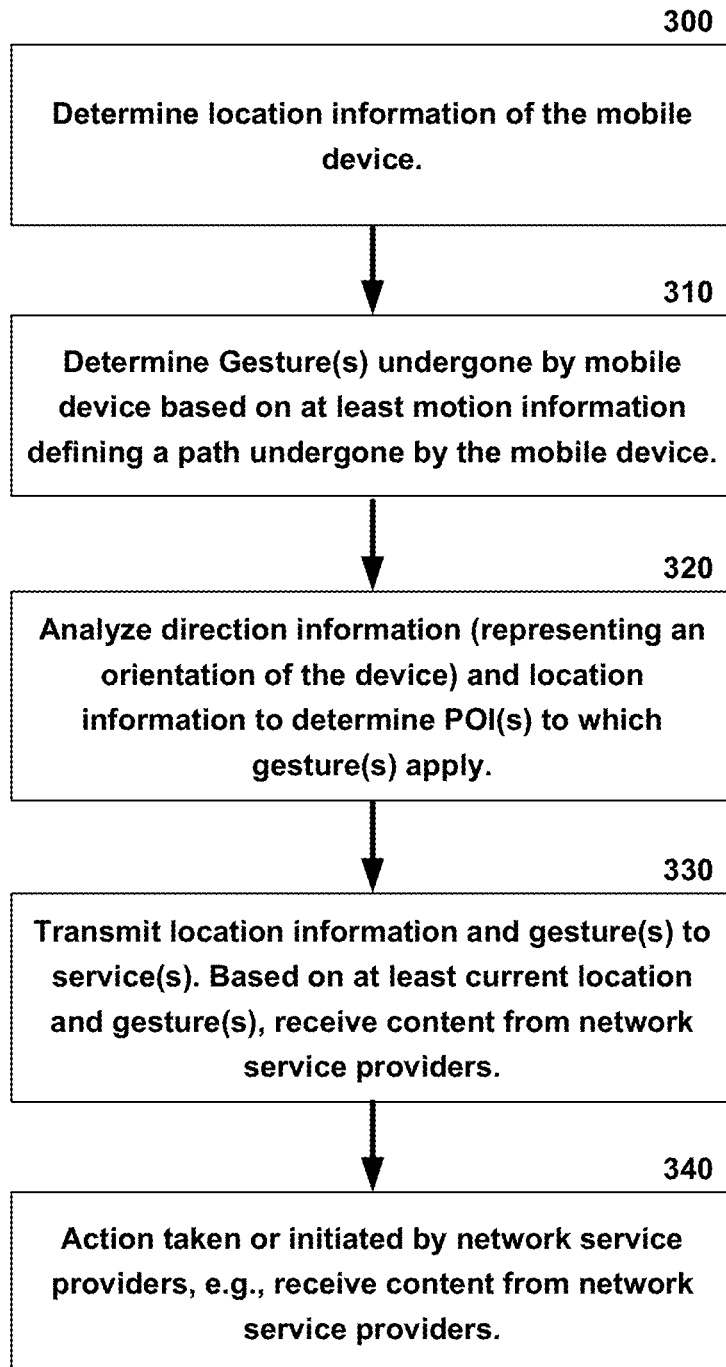 300
Determine location information of the mobile
device.
310
Determine Gesture(s) undergone by mobile
device based on at least motion information
defining a path undergone by the mobile device.
320
Analyze direction information (representing an
orientation of the device) and location
information to determine POI(s) to which
gesture(s) apply.
330
Transmit location information and gesture(s) to
service(s). Based on at least current location
and gesture(s), receive content from network
service providers.
340
Action taken or initiated by network service
providers, e.g., receive content from network
service providers.